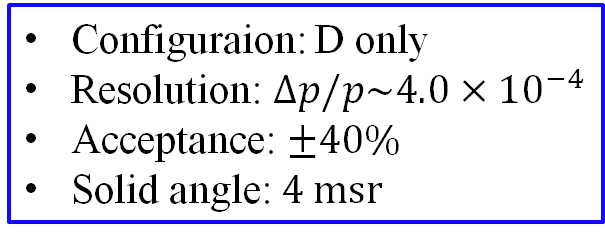 • Configuraion: D only
• Resolution: Δp/p~4.0 × 10⁻⁴
• Acceptance: ±40%
• Solid angle: 4 msr